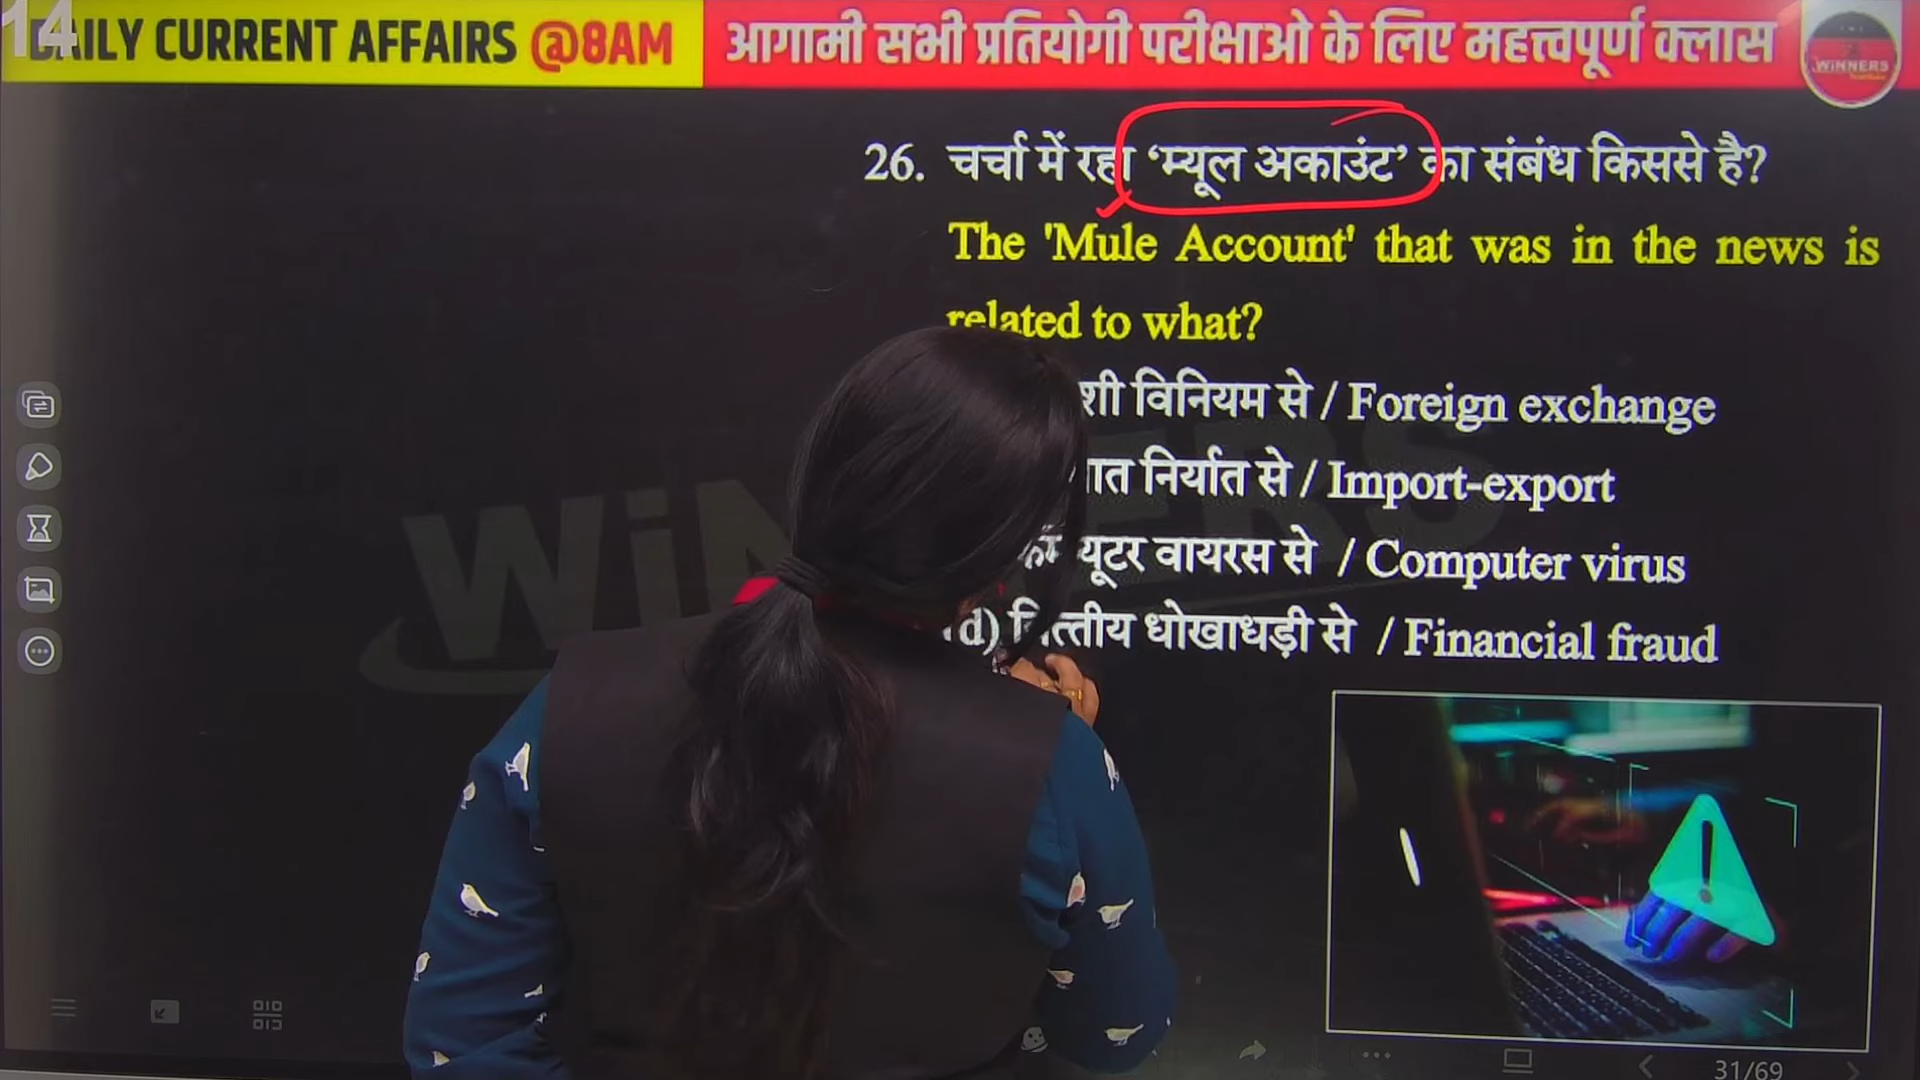 14
DAILY CURRENT AFFAIRS @8AM
आगामी सभी प्रतियोगी परीक्षाओ के लिए महत्त्वपूर्ण क्लास
WiNNERS
26. चर्चा में रहा ‘म्यूल अकाउंट’ का संबंध किससे है?
The 'Mule Account' that was in the news is
related to what?
विनियम से / Foreign exchange
निर्यात से / Import-export
वायरस से / Computer virus
(d) वित्तीय धोखाधड़ी से / Financial fraud
31/69